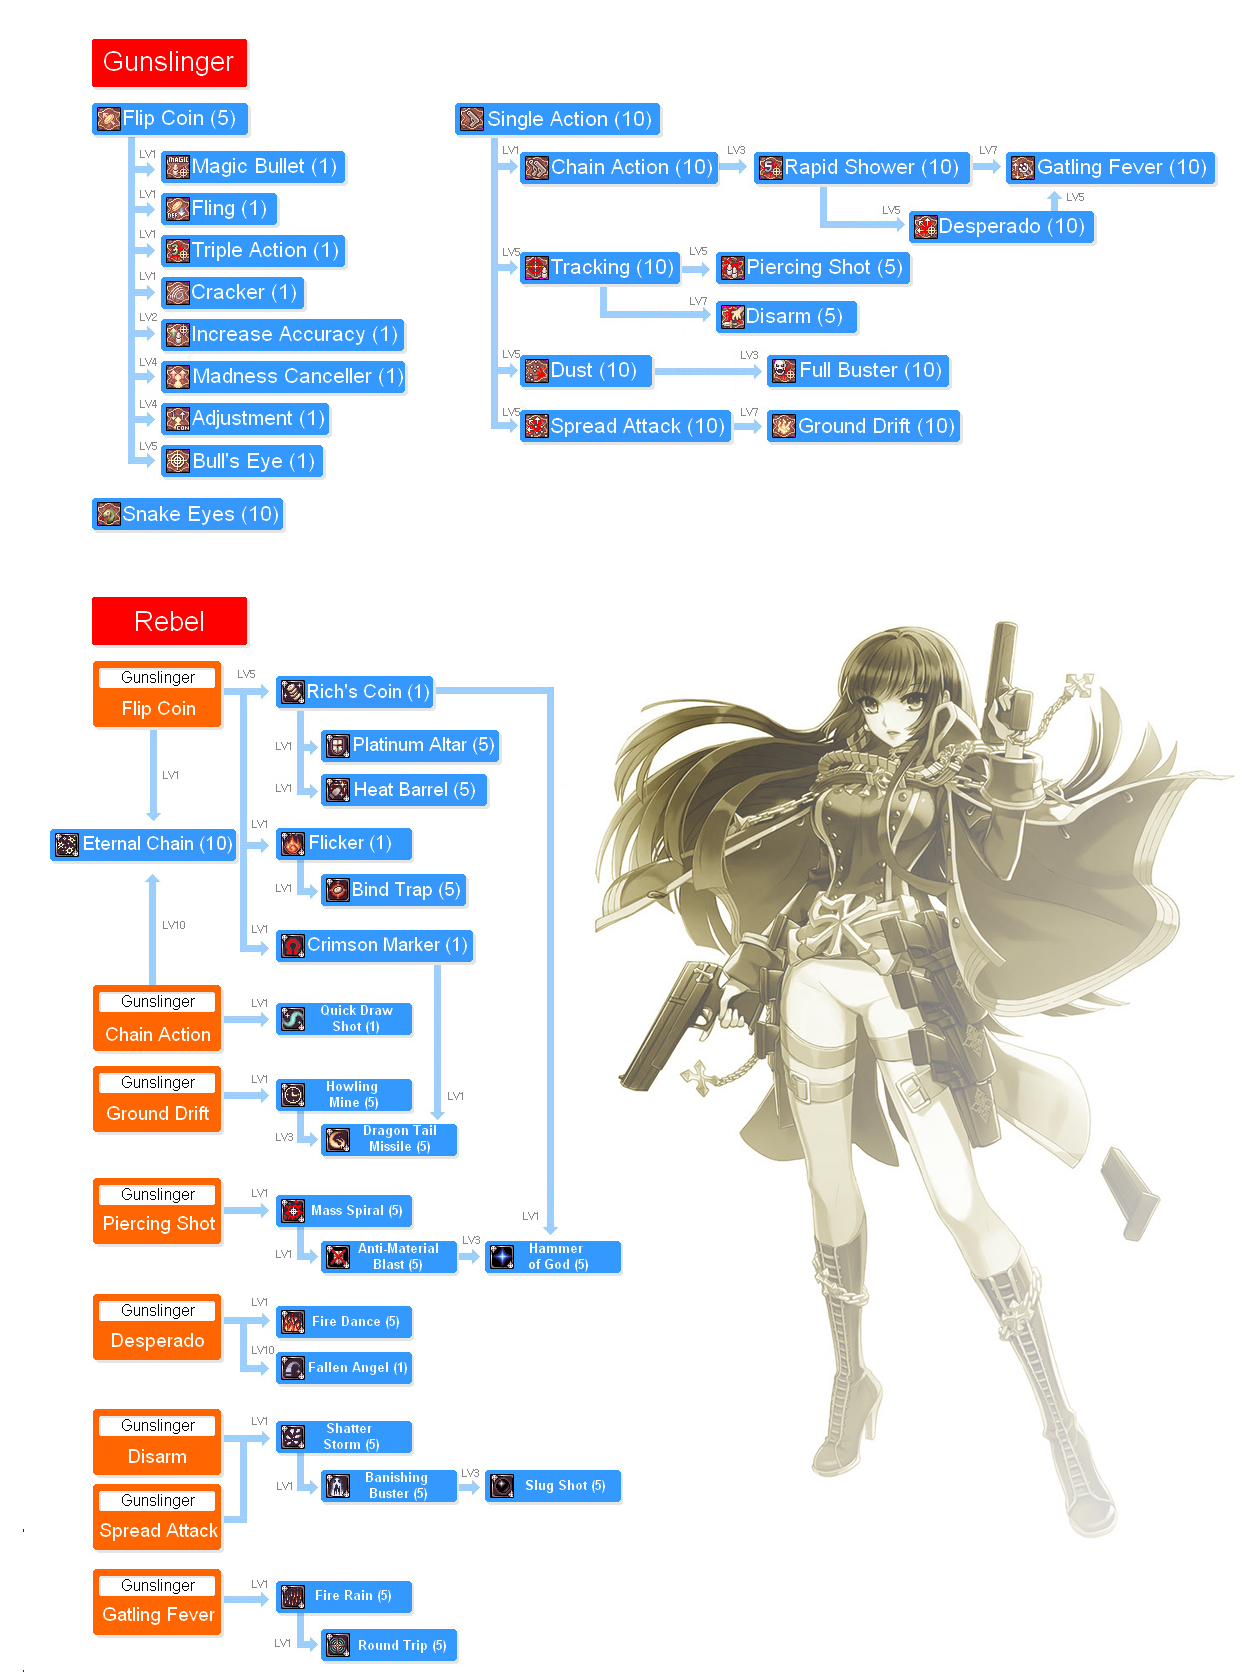 Gunslinger
Flip Coin (5)
LV1
Magic Bullet (1)
LV1
Fling (1)
LV1
Triple Action (1)
LV1
Cracker (1)
LV2
Increase Accuracy (1)
LV4
Madness Canceller (1)
LV4
Adjustment (1)
LV5
Bull's Eye (1)
Snake Eyes (10)
Single Action (10)
LV1
Chain Action (10)
LV3
Rapid Shower (10)
LV7
Gatling Fever (10)
LV5
Desperado (10)
LV5
LV5
Tracking (10)
LV5
Piercing Shot (5)
LV7
Disarm (5)
LV5
Dust (10)
LV3
Full Buster (10)
LV5
Spread Attack (10)
LV7
Ground Drift (10)
Rebel
Gunslinger
Flip Coin
LV5
Rich's Coin (1)
LV1
Platinum Altar (5)
LV1
Heat Barrel (5)
LV1
Eternal Chain (10)
LV1
Flicker (1)
LV1
Bind Trap (5)
LV10
LV1
Crimson Marker (1)
Gunslinger
Chain Action
LV1
Quick Draw
Shot (1)
Gunslinger
Ground Drift
LV1
Howling
Mine (5)
LV1
LV3
Dragon Tail
Missile (5)
Gunslinger
Piercing Shot
LV1
Mass Spiral (5)
LV1
LV1
Anti-Material
Blast (5)
LV3
Hammer
of God (5)
Gunslinger
Desperado
LV1
Fire Dance (5)
LV10
Fallen Angel (1)
Gunslinger
Disarm
LV1
Shatter
Storm (5)
LV1
Banishing
Buster (5)
LV3
Slug Shot (5)
Gunslinger
Spread Attack
Gunslinger
Gatling Fever
LV1
Fire Rain (5)
LV1
Round Trip (5)